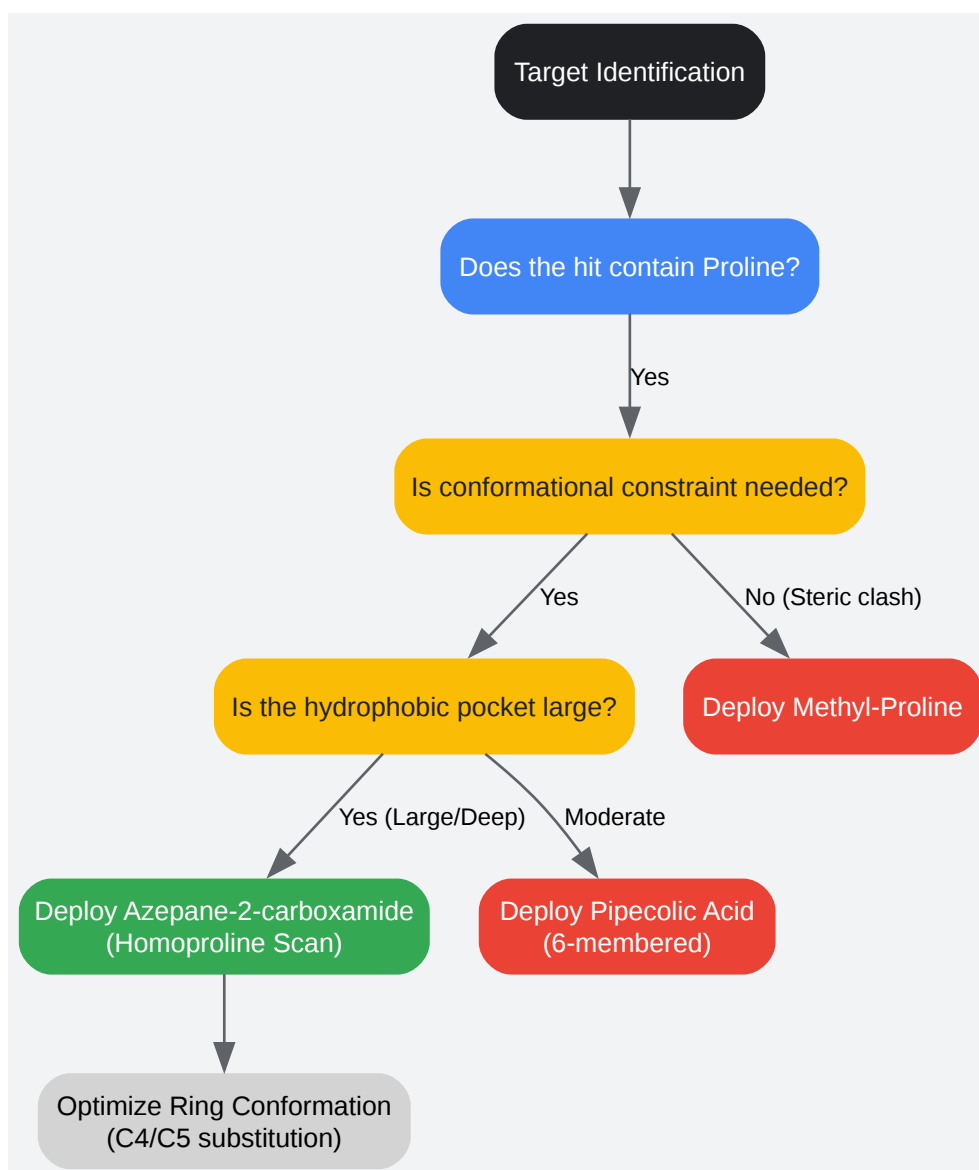 Target Identification
Does the hit contain Proline?
Yes
Is conformational constraint needed?
Yes
No (Steric clash)
Is the hydrophobic pocket large?
Deploy Methyl-Proline
Yes (Large/Deep)
Moderate
Deploy Azepane-2-carboxamide
(Homoproline Scan)
Deploy Pipecolic Acid
(6-membered)
Optimize Ring Conformation
(C4/C5 substitution)